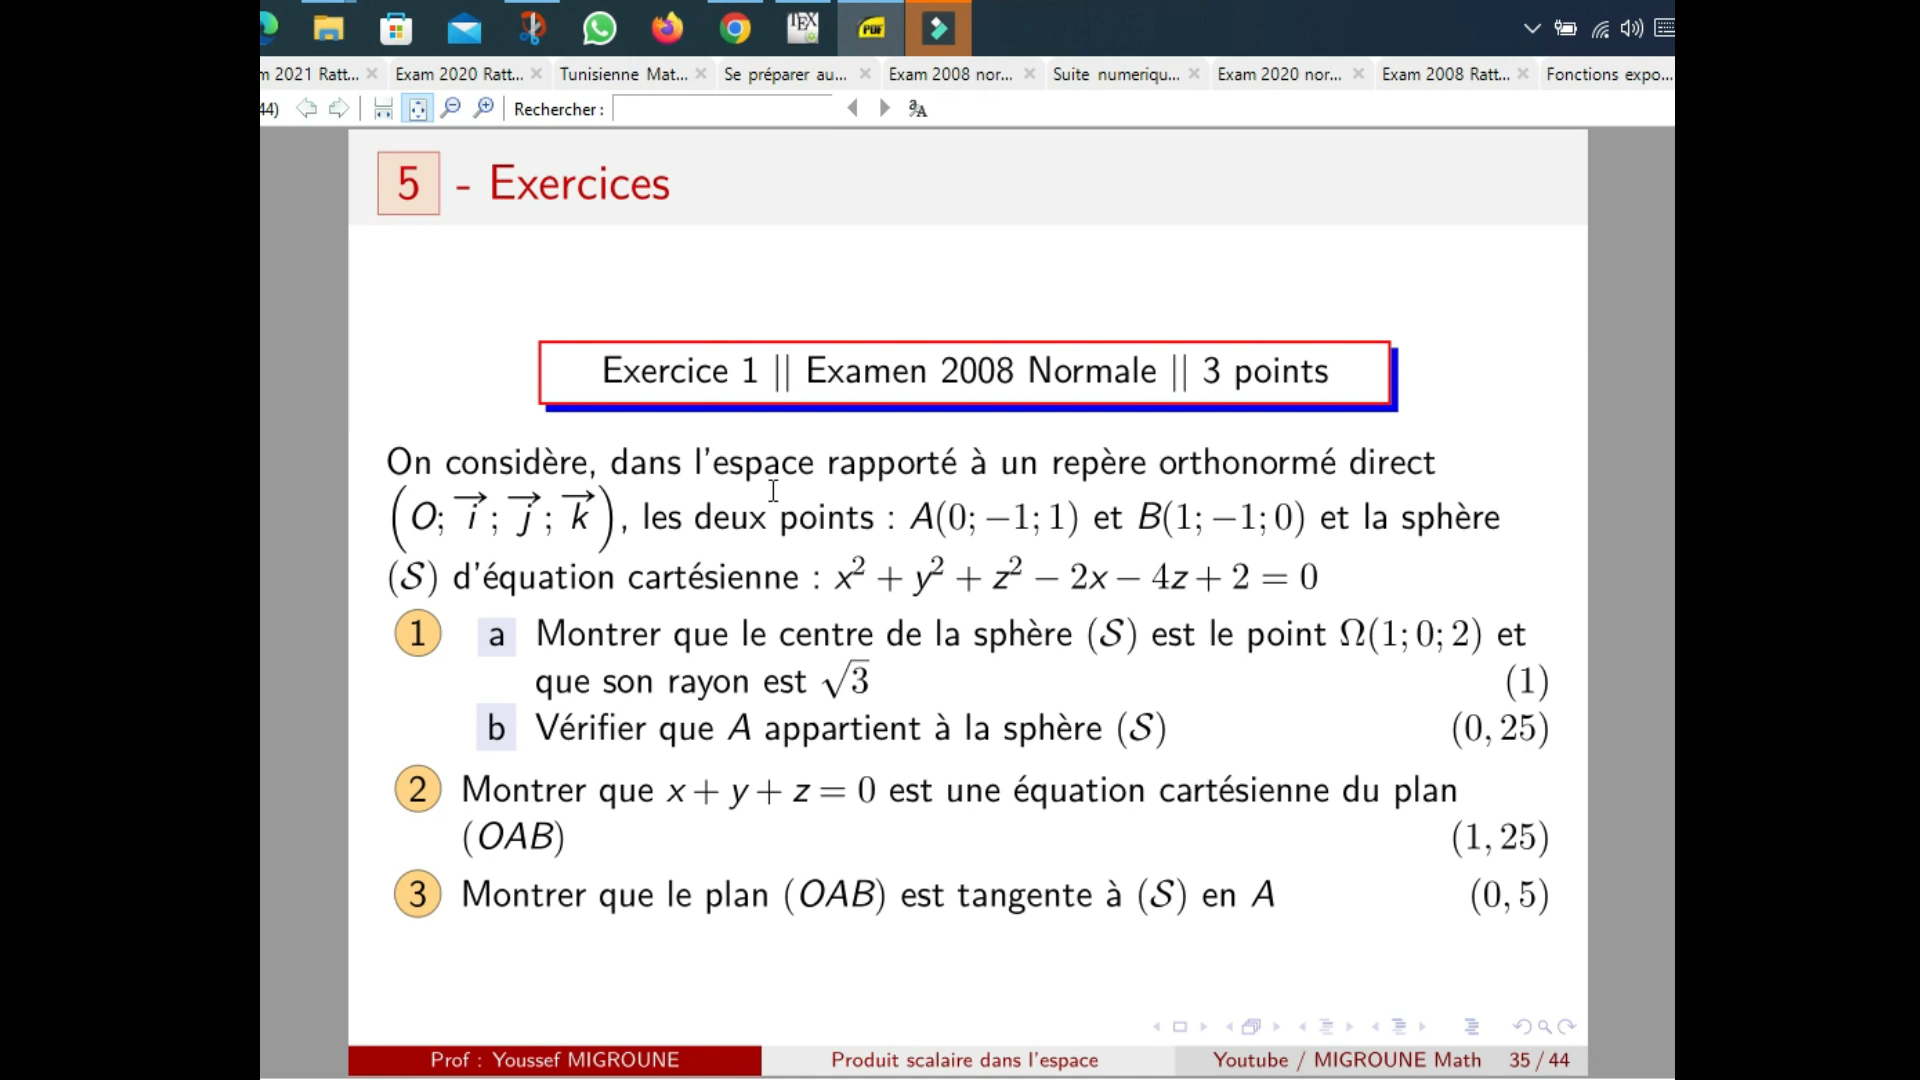 m 2021 Ratt... Exam 2020 Ratt... Tunisienne Mat... Se préparer au... Exam 2008 nor... Suite numeriqu... Exam 2020 nor... Exam 2008 Ratt... Fonctions expo...
44) Rechercher :
5 - Exercices
Exercice 1 || Examen 2008 Normale || 3 points
On considère, dans l'espace rapporté à un repère orthonormé direct
(O; i⃗ ; j⃗ ; k⃗ ), les deux points : A(0; −1; 1) et B(1; −1; 0) et la sphère
(S) d'équation cartésienne : x² + y² + z² − 2x − 4z + 2 = 0
1 a Montrer que le centre de la sphère (S) est le point Ω(1; 0; 2) et
que son rayon est √3 (1)
b Vérifier que A appartient à la sphère (S) (0, 25)
2 Montrer que x + y + z = 0 est une équation cartésienne du plan
(OAB) (1, 25)
3 Montrer que le plan (OAB) est tangente à (S) en A (0, 5)
Prof : Youssef MIGROUNE Produit scalaire dans l'espace Youtube / MIGROUNE Math 35 / 44